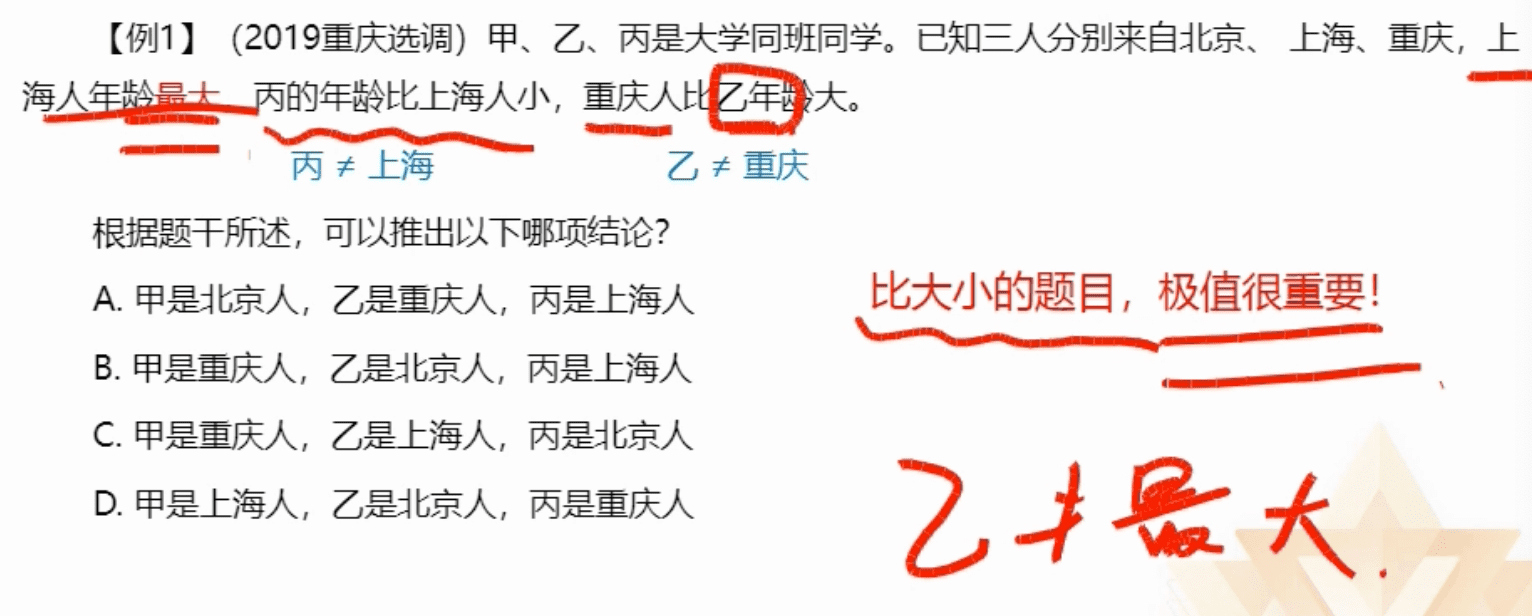 【例1】（2019重庆选调）甲、乙、丙是大学同班同学。已知三人分别来自北京、 上海、重庆，上
海人年龄最大，丙的年龄比上海人小，重庆人比乙年龄大。
丙 ≠ 上海 乙 ≠ 重庆
根据题干所述，可以推出以下哪项结论？
A. 甲是北京人，乙是重庆人，丙是上海人
比大小的题目，极值很重要！
B. 甲是重庆人，乙是北京人，丙是上海人
C. 甲是重庆人，乙是上海人，丙是北京人
D. 甲是上海人，乙是北京人，丙是重庆人
乙≠最大.